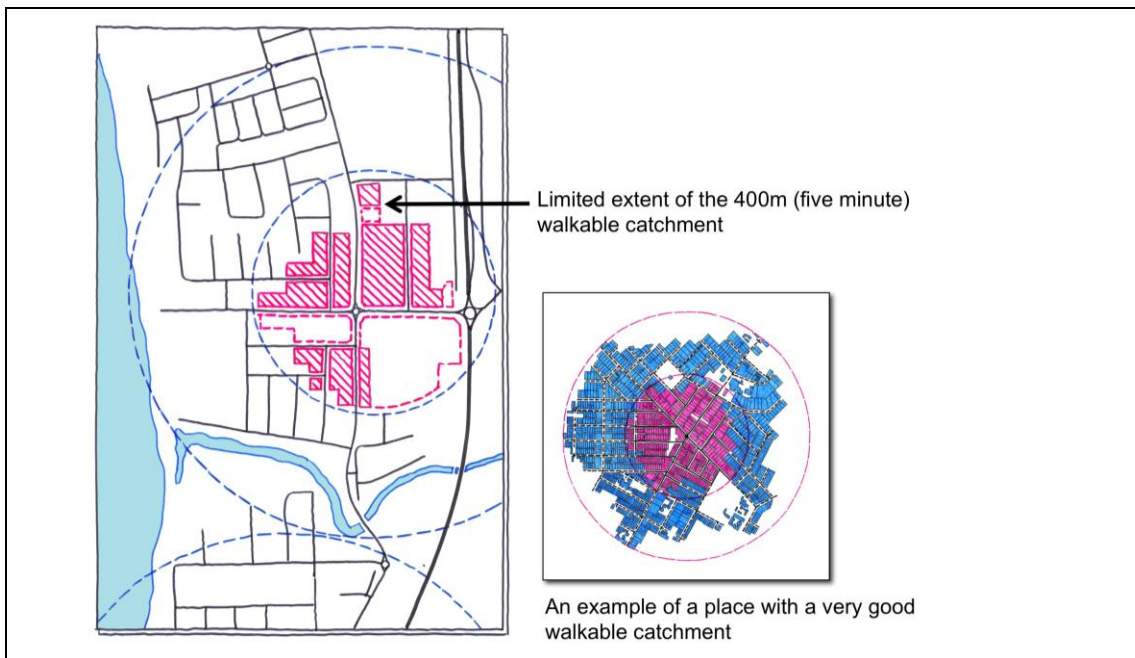 Limited extent of the 400m (five minute)
walkable catchment
An example of a place with a very good
walkable catchment